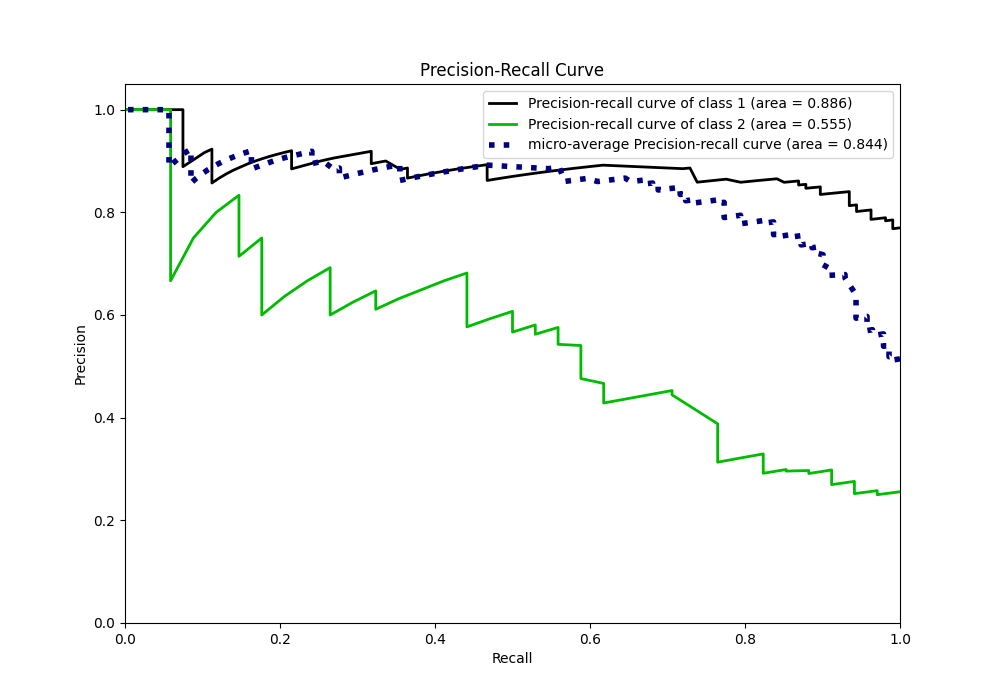 Precision-Recall Curve
Precision-recall curve of class 1 (area = 0.886)
Precision-recall curve of class 2 (area = 0.555)
micro-average Precision-recall curve (area = 0.844)
1.0
0.8
0.6
0.4
0.2
0.0
Precision
0.0 0.2 0.4 0.6 0.8 1.0
Recall